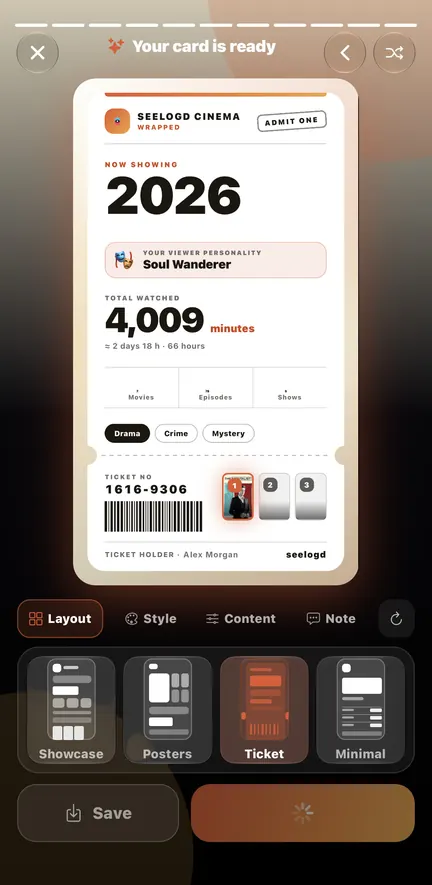 Your card is ready
SEELOGD CINEMA
WRAPPED
ADMIT ONE
NOW SHOWING
2026
YOUR VIEWER PERSONALITY
Soul Wanderer
TOTAL WATCHED
4,009 minutes
≈ 2 days 18 h · 66 hours
Movies
Episodes
Shows
Drama
Crime
Mystery
TICKET NO
1616-9306
1
2
3
TICKET HOLDER · Alex Morgan
seelogd
Layout
Style
Content
Note
Showcase
Posters
Ticket
Minimal
Save